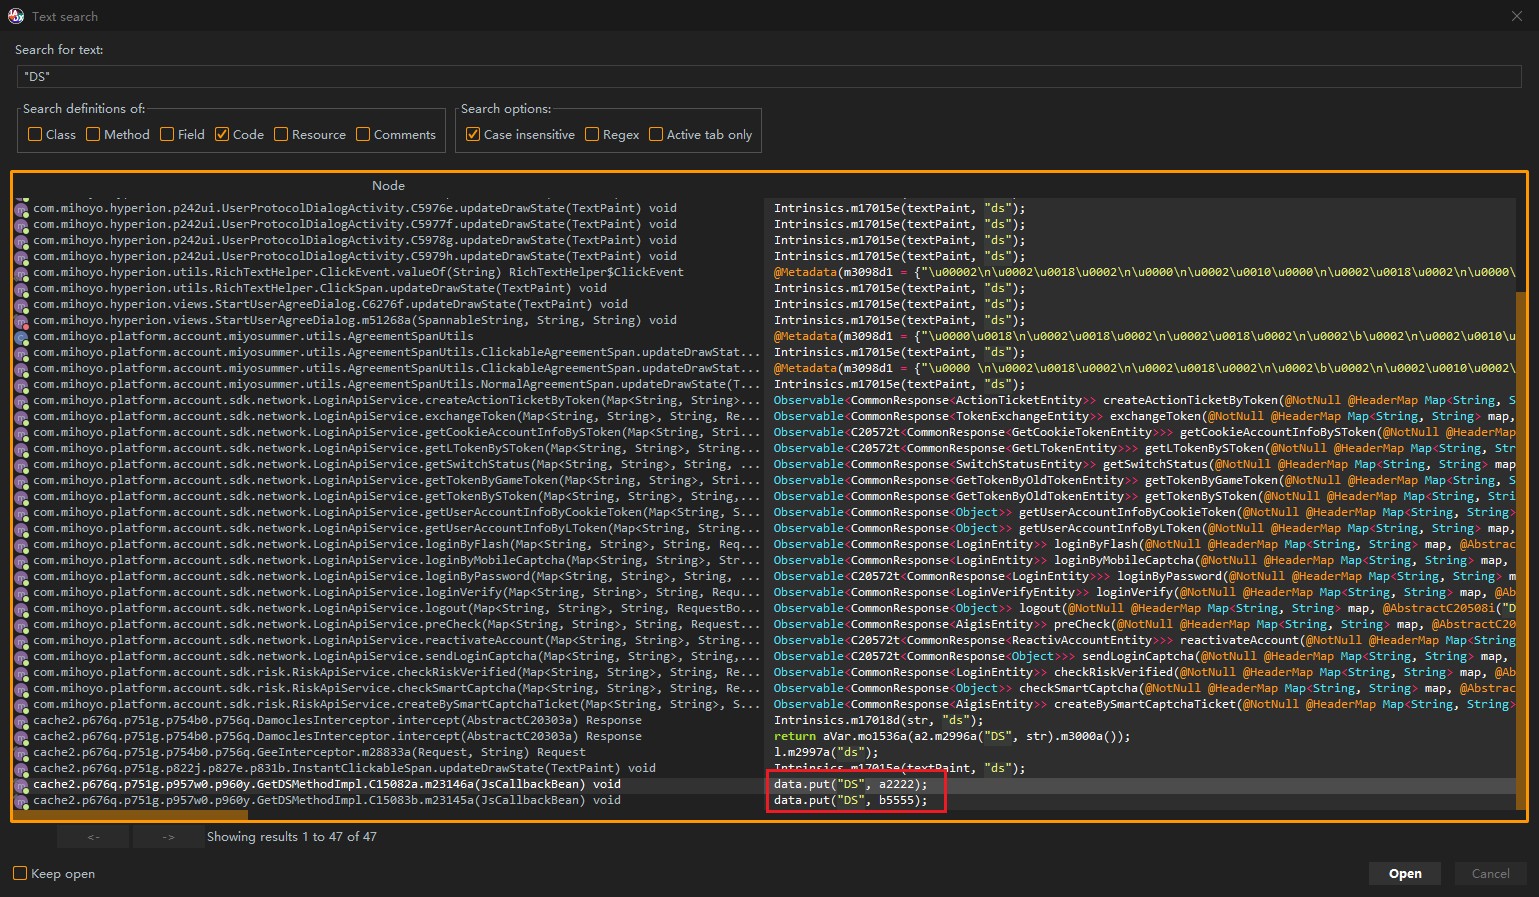 Text search
Search for text:
"DS"
Search definitions of:
Class Method Field Code Resource Comments
Search options:
Case insensitive Regex Active tab only
Node
com.mihoyo.hyperion.p242ui.UserProtocolDialogActivity.C5976e.updateDrawState(TextPaint) void Intrinsics.m17015e(textPaint, "ds");
com.mihoyo.hyperion.p242ui.UserProtocolDialogActivity.C5977f.updateDrawState(TextPaint) void Intrinsics.m17015e(textPaint, "ds");
com.mihoyo.hyperion.p242ui.UserProtocolDialogActivity.C5978g.updateDrawState(TextPaint) void Intrinsics.m17015e(textPaint, "ds");
com.mihoyo.hyperion.p242ui.UserProtocolDialogActivity.C5979h.updateDrawState(TextPaint) void Intrinsics.m17015e(textPaint, "ds");
com.mihoyo.hyperion.utils.RichTextHelper.ClickEvent.valueOf(String) RichTextHelper$ClickEvent @Metadata(m3098d1 = {"\u00002\n\u0002\u0018\u0002\n\u0000\n\u0002\u0010\u0000\n\u0002\u0018\u0002\n\u0000\
com.mihoyo.hyperion.utils.RichTextHelper.ClickSpan.updateDrawState(TextPaint) void Intrinsics.m17015e(textPaint, "ds");
com.mihoyo.hyperion.views.StartUserAgreeDialog.C6276f.updateDrawState(TextPaint) void Intrinsics.m17015e(textPaint, "ds");
com.mihoyo.hyperion.views.StartUserAgreeDialog.m51268a(SpannableString, String, String) void Intrinsics.m17015e(textPaint, "ds");
com.mihoyo.platform.account.miyosummer.utils.AgreementSpanUtils @Metadata(m3098d1 = {"\u0000\u0018\n\u0002\u0018\u0002\n\u0002\u0018\u0002\n\u0002\b\u0002\n\u0002\u0010\u
com.mihoyo.platform.account.miyosummer.utils.AgreementSpanUtils.ClickableAgreementSpan.updateDrawStat... Intrinsics.m17015e(textPaint, "ds");
com.mihoyo.platform.account.miyosummer.utils.AgreementSpanUtils.ClickableAgreementSpan.updateDrawStat... @Metadata(m3098d1 = {"\u0000 \n\u0002\u0018\u0002\n\u0002\u0018\u0002\n\u0002\b\u0002\n\u0002\u0010\u0002\
com.mihoyo.platform.account.miyosummer.utils.AgreementSpanUtils.NormalAgreementSpan.updateDrawState(T... Intrinsics.m17015e(textPaint, "ds");
com.mihoyo.platform.account.sdk.network.LoginApiService.createActionTicketByToken(Map<String, String>... Observable<CommonResponse<ActionTicketEntity>> createActionTicketByToken(@NotNull @HeaderMap Map<String, S
com.mihoyo.platform.account.sdk.network.LoginApiService.exchangeToken(Map<String, String>, String, Re... Observable<CommonResponse<TokenExchangeEntity>> exchangeToken(@NotNull @HeaderMap Map<String, String> map,
com.mihoyo.platform.account.sdk.network.LoginApiService.getCookieAccountInfoBySToken(Map<String, Stri... Observable<C20572t<CommonResponse<GetCookieTokenEntity>>> getCookieAccountInfoBySToken(@NotNull @HeaderMap
com.mihoyo.platform.account.sdk.network.LoginApiService.getLTokenBySToken(Map<String, String>, String... Observable<C20572t<CommonResponse<GetLTokenEntity>>> getLTokenBySToken(@NotNull @HeaderMap Map<String, Str
com.mihoyo.platform.account.sdk.network.LoginApiService.getSwitchStatus(Map<String, String>, String, ... Observable<CommonResponse<SwitchStatusEntity>> getSwitchStatus(@NotNull @HeaderMap Map<String, String> map
com.mihoyo.platform.account.sdk.network.LoginApiService.getTokenByGameToken(Map<String, String>, Stri... Observable<CommonResponse<GetTokenByOldTokenEntity>> getTokenByGameToken(@NotNull @HeaderMap Map<String, S
com.mihoyo.platform.account.sdk.network.LoginApiService.getTokenBySToken(Map<String, String>, String,... Observable<CommonResponse<GetTokenByOldTokenEntity>> getTokenBySToken(@NotNull @HeaderMap Map<String, Stri
com.mihoyo.platform.account.sdk.network.LoginApiService.getUserAccountInfoByCookieToken(Map<String, S... Observable<CommonResponse<Object>> getUserAccountInfoByCookieToken(@NotNull @HeaderMap Map<String, String>
com.mihoyo.platform.account.sdk.network.LoginApiService.getUserAccountInfoByLToken(Map<String, String... Observable<CommonResponse<Object>> getUserAccountInfoByLToken(@NotNull @HeaderMap Map<String, String> map,
com.mihoyo.platform.account.sdk.network.LoginApiService.loginByFlash(Map<String, String>, String, Req... Observable<CommonResponse<LoginEntity>> loginByFlash(@NotNull @HeaderMap Map<String, String> map, @Abstrac
com.mihoyo.platform.account.sdk.network.LoginApiService.loginByMobileCaptcha(Map<String, String>, Str... Observable<CommonResponse<LoginEntity>> loginByMobileCaptcha(@NotNull @HeaderMap Map<String, String> map,
com.mihoyo.platform.account.sdk.network.LoginApiService.loginByPassword(Map<String, String>, String, ... Observable<C20572t<CommonResponse<LoginEntity>>> loginByPassword(@NotNull @HeaderMap Map<String, String> m
com.mihoyo.platform.account.sdk.network.LoginApiService.loginVerify(Map<String, String>, String, Requ... Observable<CommonResponse<LoginVerifyEntity>> loginVerify(@NotNull @HeaderMap Map<String, String> map, @Ab
com.mihoyo.platform.account.sdk.network.LoginApiService.logout(Map<String, String>, String, RequestBo... Observable<CommonResponse<Object>> logout(@NotNull @HeaderMap Map<String, String> map, @AbstractC20508i("D
com.mihoyo.platform.account.sdk.network.LoginApiService.preCheck(Map<String, String>, String, Request... Observable<CommonResponse<AigisEntity>> preCheck(@NotNull @HeaderMap Map<String, String> map, @AbstractC20
com.mihoyo.platform.account.sdk.network.LoginApiService.reactivateAccount(Map<String, String>, String... Observable<C20572t<CommonResponse<ReactivAccountEntity>>> reactivateAccount(@NotNull @HeaderMap Map<String
com.mihoyo.platform.account.sdk.network.LoginApiService.sendLoginCaptcha(Map<String, String>, String,... Observable<C20572t<CommonResponse<Object>>> sendLoginCaptcha(@NotNull @HeaderMap Map<String, String> map,
com.mihoyo.platform.account.sdk.risk.RiskApiService.checkRiskVerified(Map<String, String>, String, Re... Observable<CommonResponse<LoginEntity>> checkRiskVerified(@NotNull @HeaderMap Map<String, String> map, @Ab
com.mihoyo.platform.account.sdk.risk.RiskApiService.checkSmartCaptcha(Map<String, String>, String, Re... Observable<CommonResponse<Object>> checkSmartCaptcha(@NotNull @HeaderMap Map<String, String> map, @Abstrac
com.mihoyo.platform.account.sdk.risk.RiskApiService.createBySmartCaptchaTicket(Map<String, String>, S... Observable<CommonResponse<AigisEntity>> createBySmartCaptchaTicket(@NotNull @HeaderMap Map<String, String>
cache2.p676q.p751g.p754b0.p756q.DamoclesInterceptor.intercept(AbstractC20303a) Response Intrinsics.m17018d(str, "ds");
cache2.p676q.p751g.p754b0.p756q.DamoclesInterceptor.intercept(AbstractC20303a) Response return aVar.mo1536a(a2.m2996a("DS", str).m3000a());
cache2.p676q.p751g.p754b0.p756q.GeeInterceptor.m28833a(Request, String) Request l.m2997a("ds");
cache2.p676q.p751g.p822j.p827e.p831b.InstantClickableSpan.updateDrawState(TextPaint) void Intrinsics.m17015e(textPaint, "ds");
cache2.p676q.p751g.p957w0.p960y.GetDSMethodImpl.C15082a.m23146a(JsCallbackBean) void data.put("DS", a2222);
cache2.p676q.p751g.p957w0.p960y.GetDSMethodImpl.C15083b.m23145a(JsCallbackBean) void data.put("DS", b5555);
<- -> Showing results 1 to 47 of 47
Keep open Open Cancel